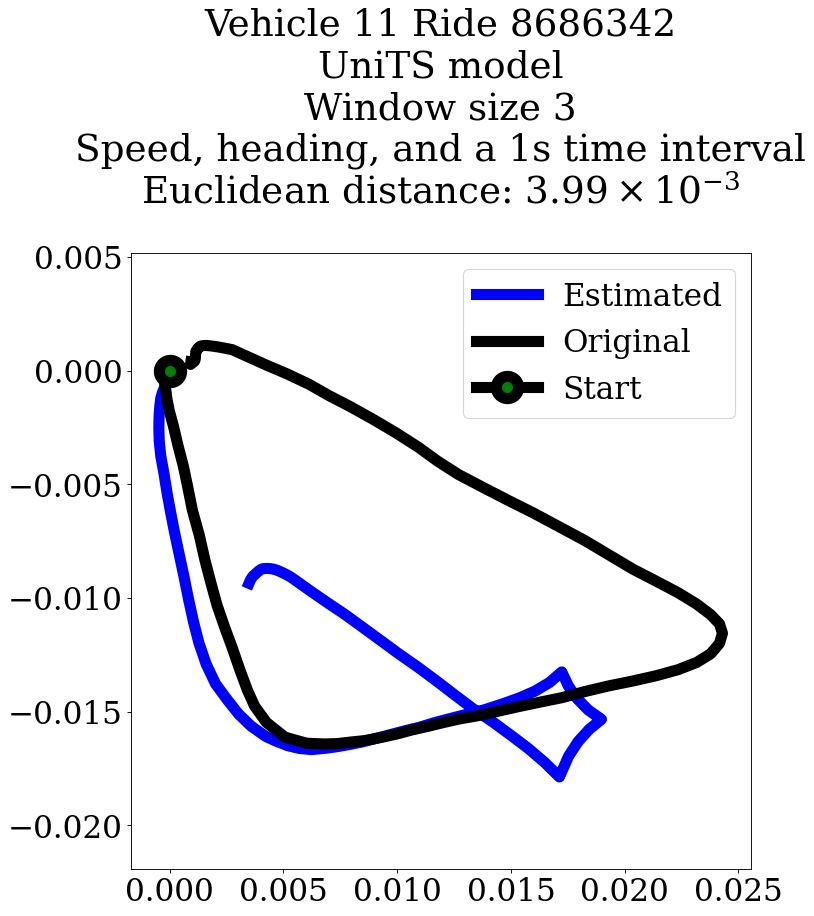 Vehicle 11 Ride 8686342
UniTS model
Window size 3
Speed, heading, and a 1s time interval
Euclidean distance: 3.99 × 10⁻³
Estimated
Original
Start
0.005
0.000
−0.005
−0.010
−0.015
−0.020
0.000 0.005 0.010 0.015 0.020 0.025